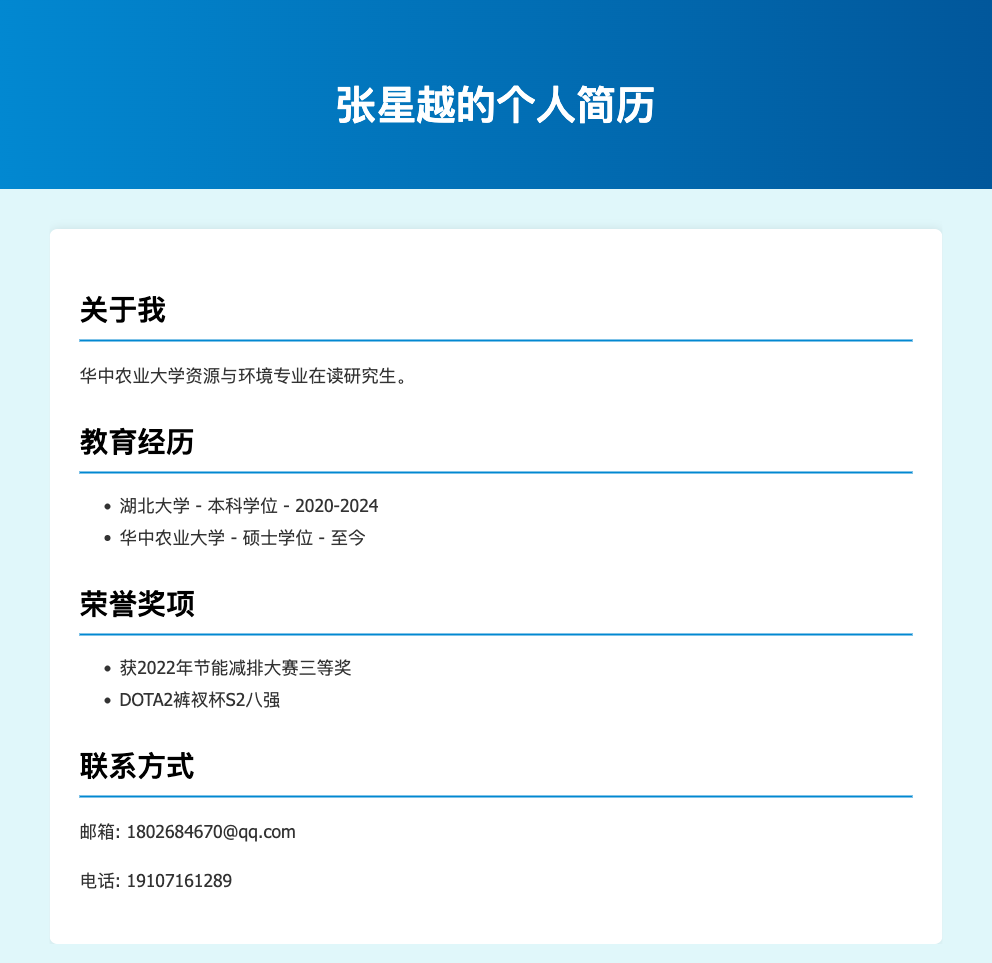 张星越的个人简历
关于我
华中农业大学资源与环境专业在读研究生。
教育经历
• 湖北大学 - 本科学位 - 2020-2024
• 华中农业大学 - 硕士学位 - 至今
荣誉奖项
• 获2022年节能减排大赛三等奖
• DOTA2裤衩杯S2八强
联系方式
邮箱: 1802684670@qq.com
电话: 19107161289